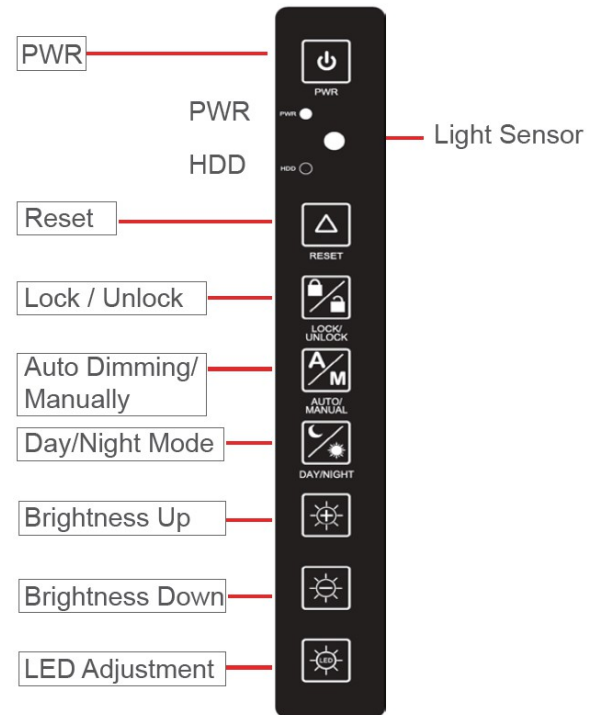 PWR
PWR
PWR
PWR
Light Sensor
HDD
HDD
Reset
RESET
Lock / Unlock
LOCK/
UNLOCK
Auto Dimming/
Manually
A/M
AUTO/
MANUAL
Day/Night Mode
DAY/NIGHT
Brightness Up
Brightness Down
LED Adjustment
LED